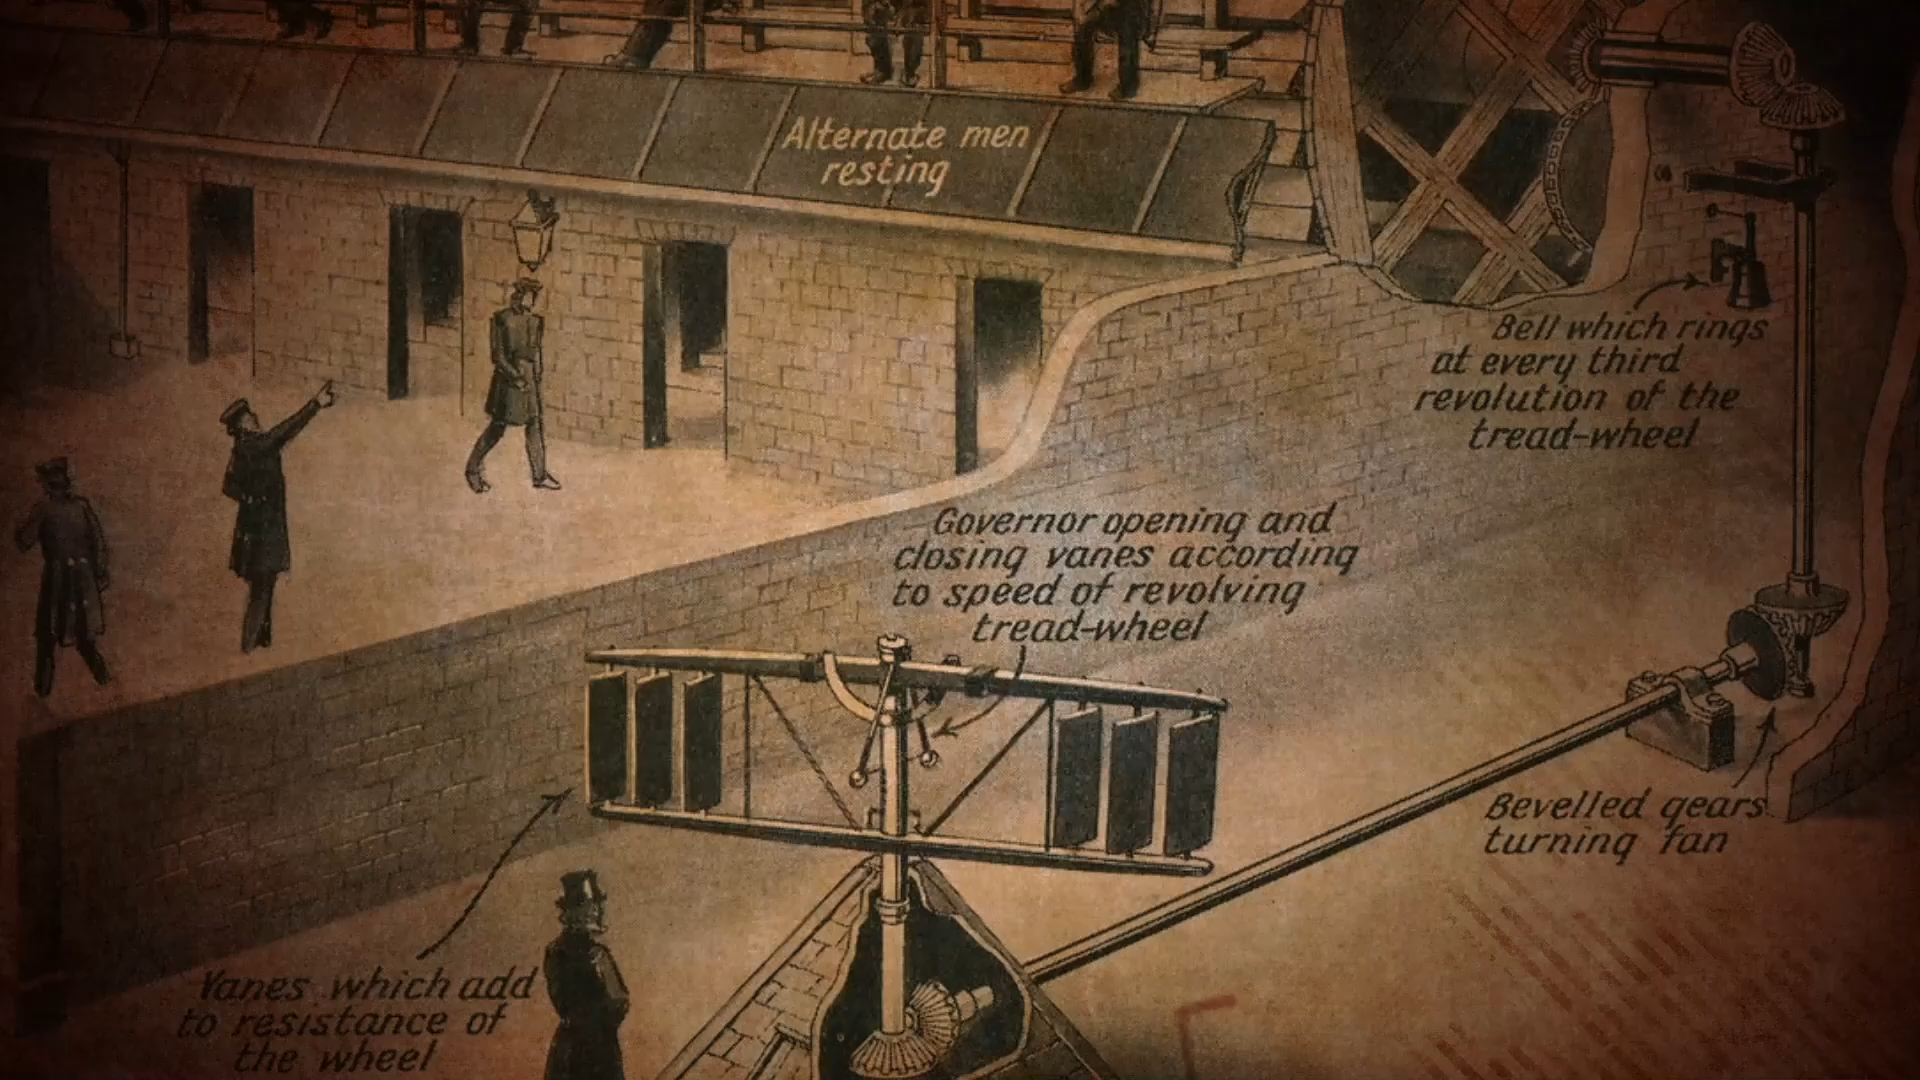 Alternate men
resting
Bell which rings
at every third
revolution of the
tread-wheel
Governor opening and
closing vanes according
to speed of revolving
tread-wheel
Bevelled gears
turning fan
Vanes which add
to resistance of
the wheel